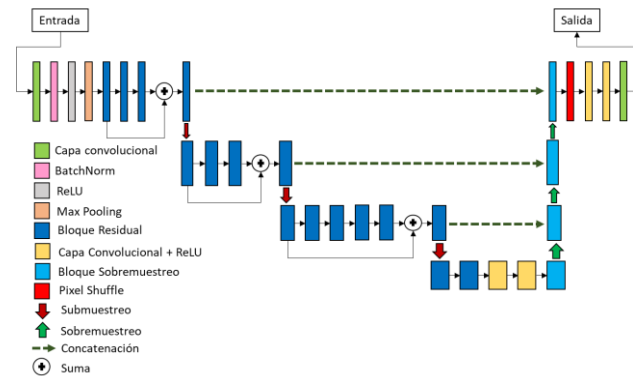 Entrada
Salida
Capa convolucional
BatchNorm
ReLU
Max Pooling
Bloque Residual
Capa Convolucional + ReLU
Bloque Sobremuestreo
Pixel Shuffle
Submuestreo
Sobremuestreo
Concatenación
Suma